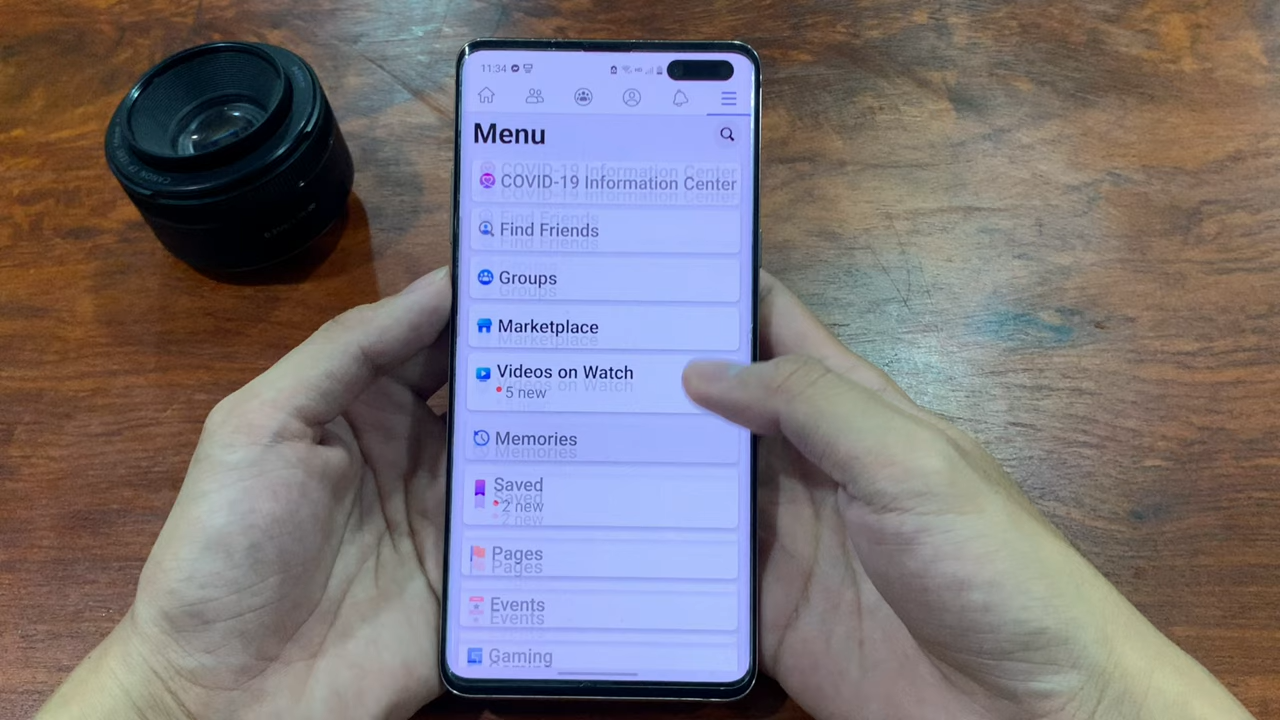 11:34
Menu
COVID-19 Information Center
Find Friends
Groups
Marketplace
Videos on Watch
5 new
Memories
Saved
2 new
Pages
Events
Gaming